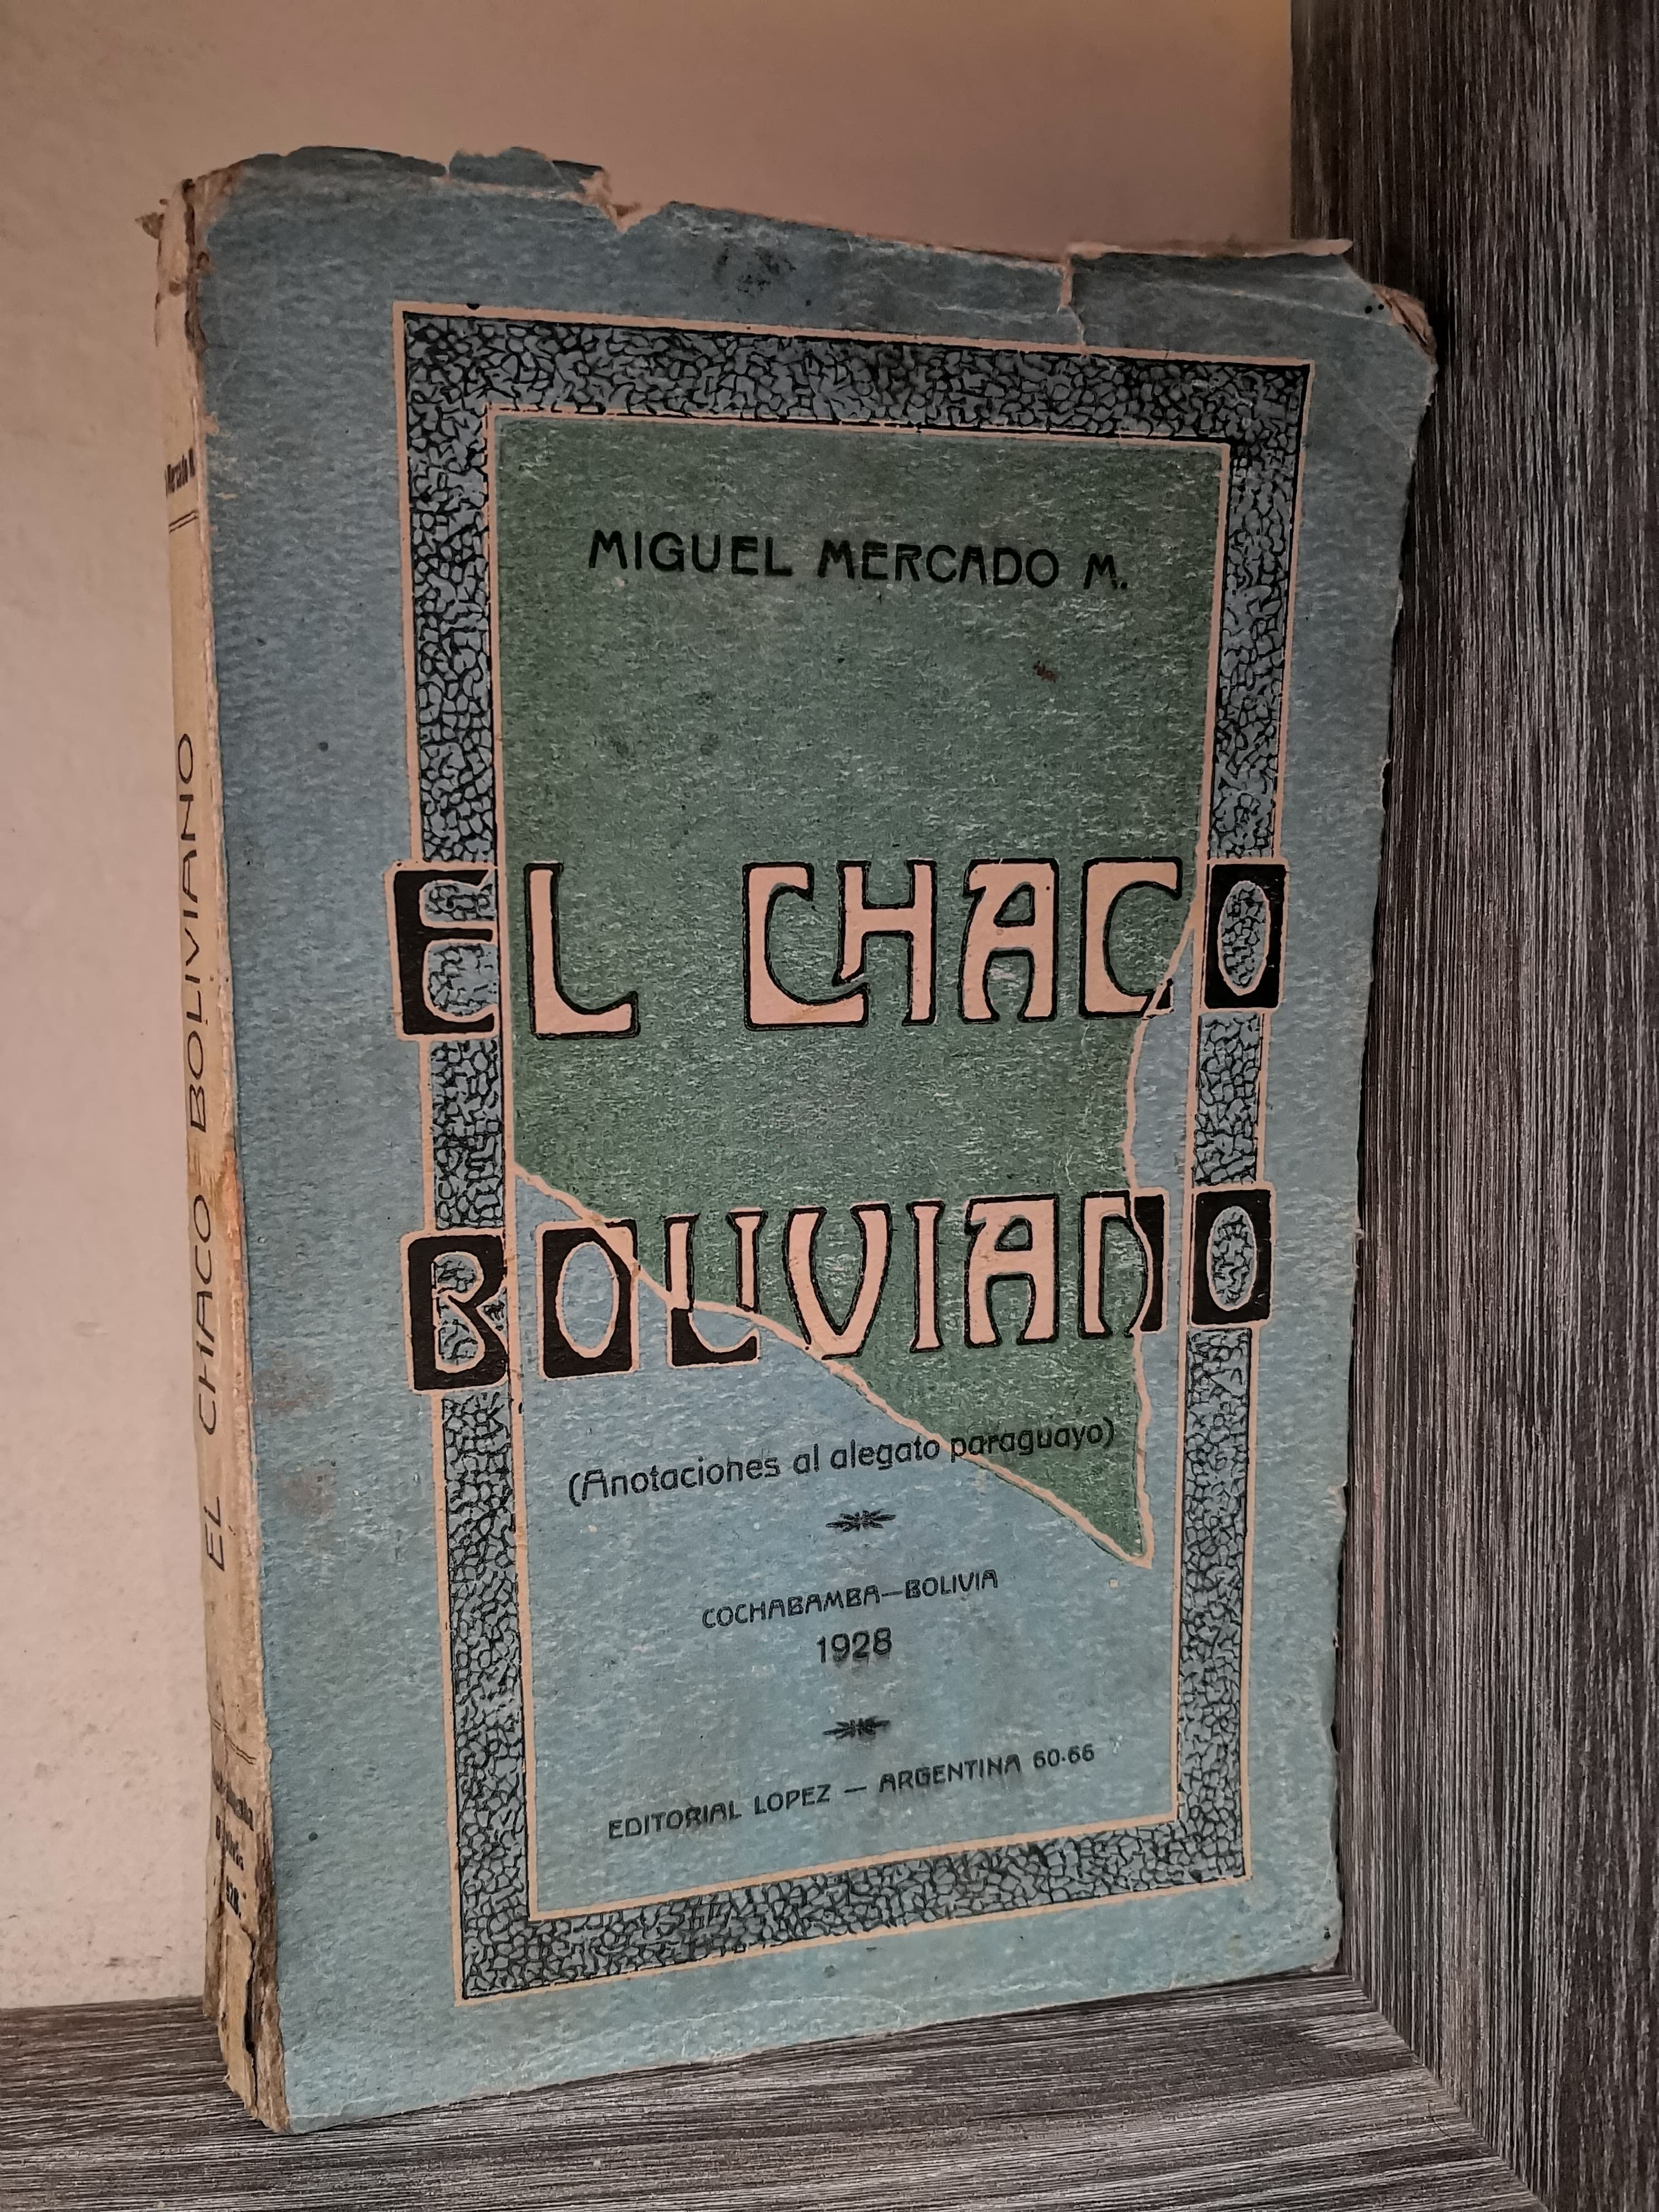 MIGUEL MERCADO M.
EL CHACO
BOLIVIANO
(Anotaciones al alegato paraguayo)
COCHABAMBA—BOLIVIA
1928
EDITORIAL LOPEZ — ARGENTINA 60-66
Mercado M.
EL CHACO BOLIVIANO